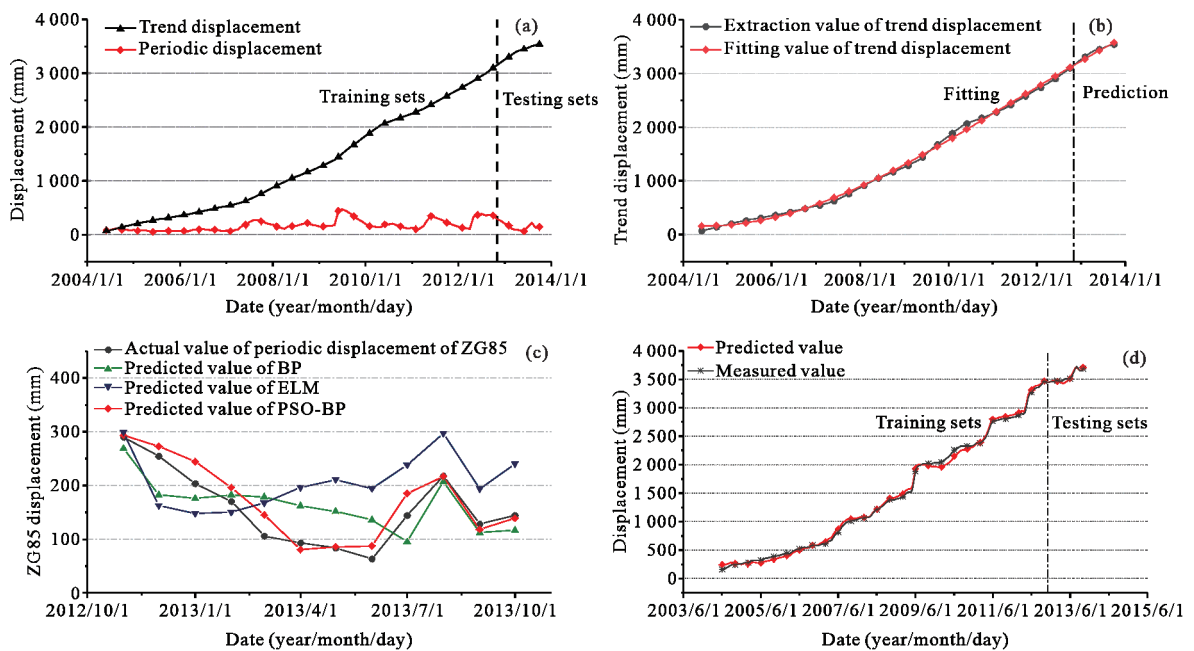 (a)
Trend displacement
Periodic displacement
Training sets
Testing sets
Displacement (mm)
4 000
3 000
2 000
1 000
0
2004/1/1
2006/1/1
2008/1/1
2010/1/1
2012/1/1
2014/1/1
Date (year/month/day)
(b)
Extraction value of trend displacement
Fitting value of trend displacement
Fitting
Prediction
Trend displacement (mm)
4 000
3 000
2 000
1 000
0
2004/1/1
2006/1/1
2008/1/1
2010/1/1
2012/1/1
2014/1/1
Date (year/month/day)
(c)
Actual value of periodic displacement of ZG85
Predicted value of BP
Predicted value of ELM
Predicted value of PSO-BP
ZG85 displacement (mm)
400
300
200
100
0
2012/10/1
2013/1/1
2013/4/1
2013/7/1
2013/10/1
Date (year/month/day)
(d)
Predicted value
Measured value
Training sets
Testing sets
Displacement (mm)
4 000
3 500
3 000
2 500
2 000
1 500
1 000
500
0
2003/6/1
2005/6/1
2007/6/1
2009/6/1
2011/6/1
2013/6/1
2015/6/1
Date (year/month/day)